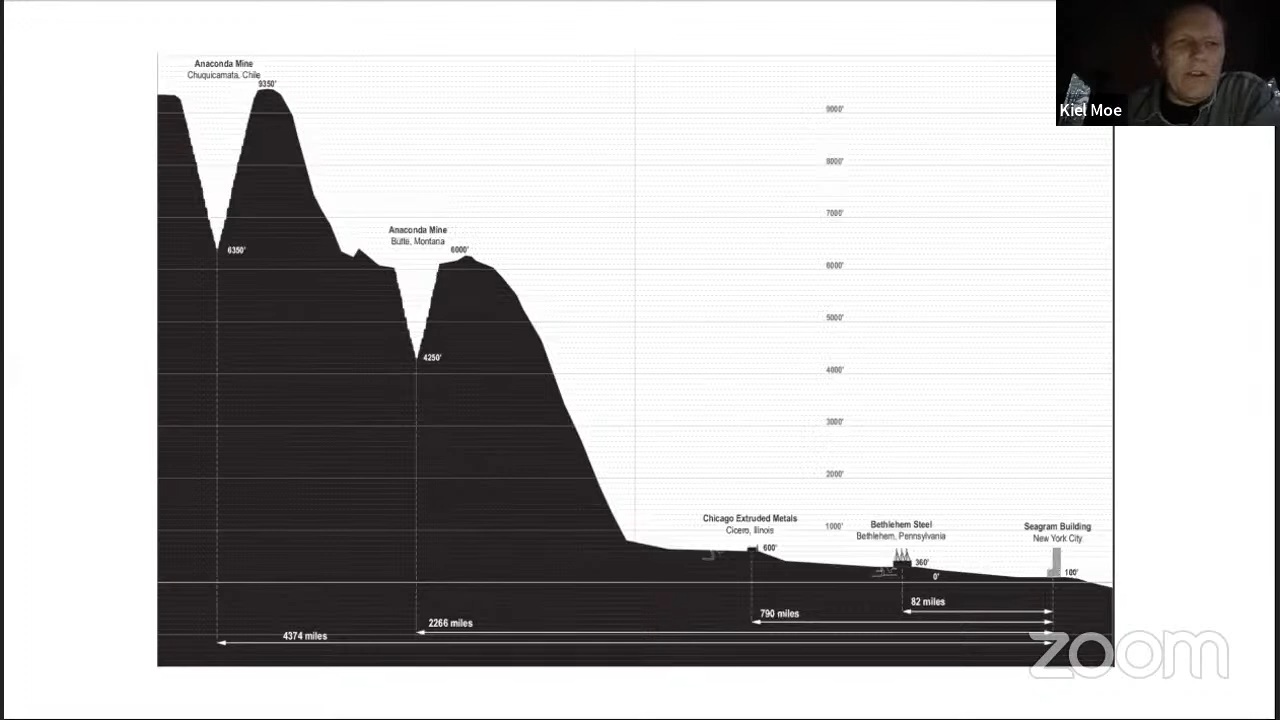 Anaconda Mine
Chuquicamata, Chile
9350'
6350'
Anaconda Mine
Butte, Montana
6000'
4250'
9000'
8000'
7000'
6000'
5000'
4000'
3000'
2000'
1000'
Chicago Extruded Metals
Cicero, Ilinois
600'
Bethlehem Steel
Bethlehem, Pennsylvania
360'
0'
Seagram Building
New York City
100'
82 miles
790 miles
2266 miles
4374 miles
Kiel Moe
zoom